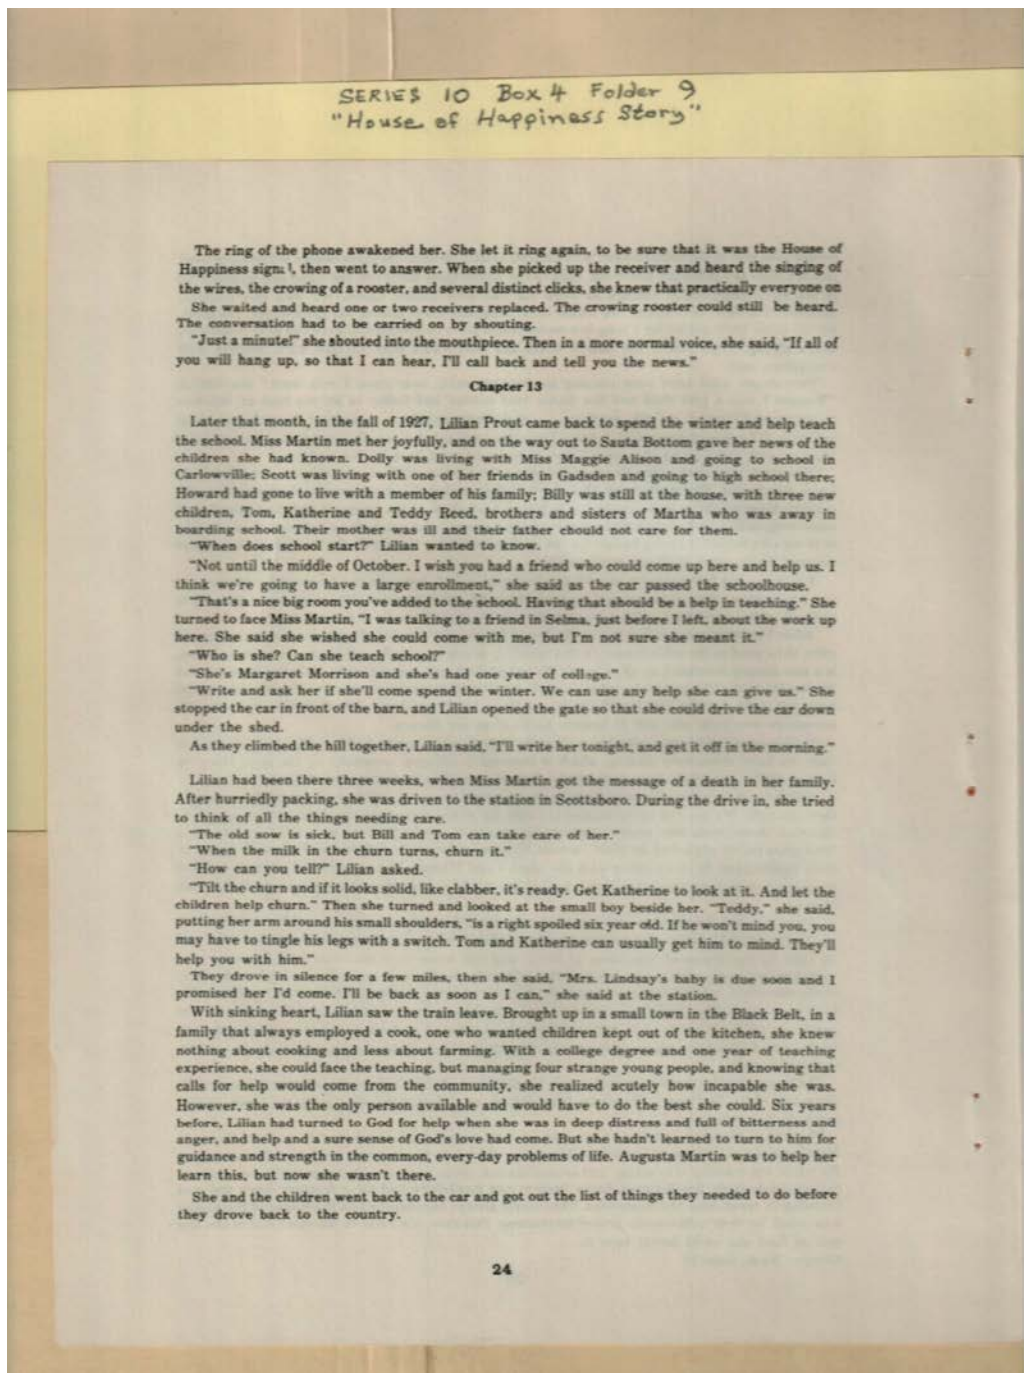 SERIES 10 Box 4 Folder 9
"House of Happiness Story"
The ring of the phone awakened her. She let it ring again, to be sure that it was the House of
Happiness signal, then went to answer. When she picked up the receiver and heard the singing of
the wires, the crowing of a rooster, and several distinct clicks, she knew that practically everyone on
She waited and heard one or two receivers replaced. The crowing rooster could still be heard.
The conversation had to be carried on by shouting.
"Just a minute!" she shouted into the mouthpiece. Then in a more normal voice, she said, "If all of
you will hang up, so that I can hear, I'll call back and tell you the news."
Chapter 13
Later that month, in the fall of 1927, Lilian Prout came back to spend the winter and help teach
the school. Miss Martin met her joyfully, and on the way out to Sauta Bottom gave her news of the
children she had known. Dolly was living with Miss Maggie Alison and going to school in
Carlowville; Scott was living with one of her friends in Gadsden and going to high school there;
Howard had gone to live with a member of his family; Billy was still at the house, with three new
children, Tom, Katherine and Teddy Reed, brothers and sisters of Martha who was away in
boarding school. Their mother was ill and their father chould not care for them.
"When does school start?" Lilian wanted to know.
"Not until the middle of October. I wish you had a friend who could come up here and help us. I
think we're going to have a large enrollment," she said as the car passed the schoolhouse.
"That's a nice big room you've added to the school. Having that should be a help in teaching." She
turned to face Miss Martin, "I was talking to a friend in Selma, just before I left, about the work up
here. She said she wished she could come with me, but I'm not sure she meant it."
"Who is she? Can she teach school?"
"She's Margaret Morrison and she's had one year of college."
"Write and ask her if she'll come spend the winter. We can use any help she can give us." She
stopped the car in front of the barn, and Lilian opened the gate so that she could drive the car down
under the shed.
As they climbed the hill together, Lilian said, "I'll write her tonight, and get it off in the morning."
Lilian had been there three weeks, when Miss Martin got the message of a death in her family.
After hurriedly packing, she was driven to the station in Scottsboro. During the drive in, she tried
to think of all the things needing care.
"The old sow is sick, but Bill and Tom can take care of her."
"When the milk in the churn turns, churn it."
"How can you tell?" Lilian asked.
"Tilt the churn and if it looks solid, like clabber, it's ready. Get Katherine to look at it. And let the
children help churn." Then she turned and looked at the small boy beside her. "Teddy," she said,
putting her arm around his small shoulders, "is a right spoiled six year old. If he won't mind you, you
may have to tingle his legs with a switch. Tom and Katherine can usually get him to mind. They'll
help you with him."
They drove in silence for a few miles, then she said, "Mrs. Lindsay's baby is due soon and I
promised her I'd come. I'll be back as soon as I can," she said at the station.
With sinking heart, Lilian saw the train leave. Brought up in a small town in the Black Belt, in a
family that always employed a cook, one who wanted children kept out of the kitchen, she knew
nothing about cooking and less about farming. With a college degree and one year of teaching
experience, she could face the teaching, but managing four strange young people, and knowing that
calls for help would come from the community, she realized acutely how incapable she was.
However, she was the only person available and would have to do the best she could. Six years
before, Lilian had turned to God for help when she was in deep distress and full of bitterness and
anger, and help and a sure sense of God's love had come. But she hadn't learned to turn to him for
guidance and strength in the common, every-day problems of life. Augusta Martin was to help her
learn this, but now she wasn't there.
She and the children went back to the car and got out the list of things they needed to do before
they drove back to the country.
24